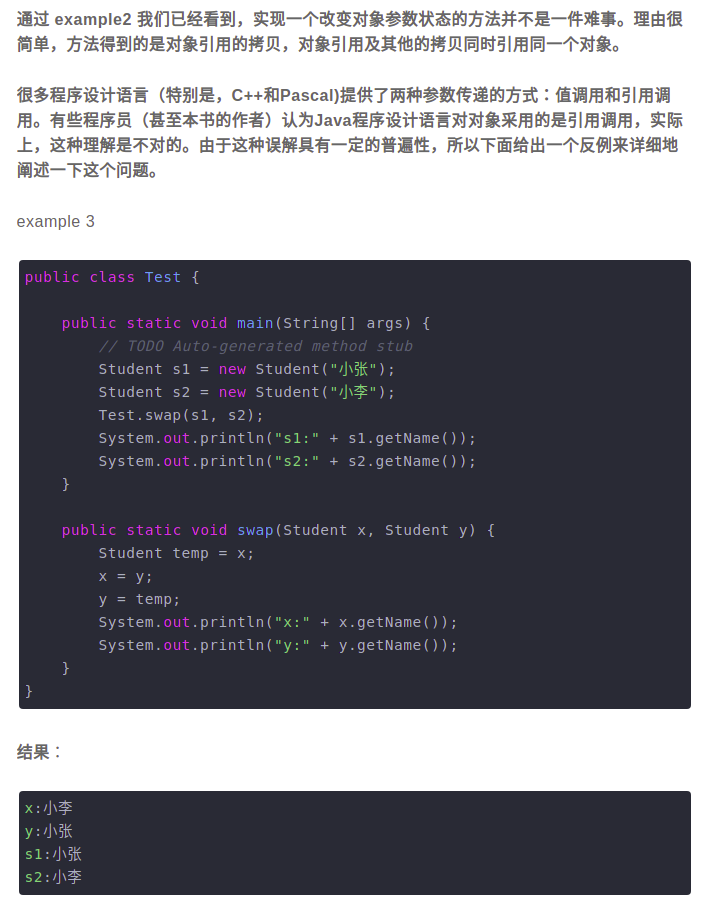 通过 example2 我们已经看到，实现一个改变对象参数状态的方法并不是一件难事。理由很
简单，方法得到的是对象引用的拷贝，对象引用及其他的拷贝同时引用同一个对象。
很多程序设计语言（特别是，C++和Pascal)提供了两种参数传递的方式：值调用和引用调
用。有些程序员（甚至本书的作者）认为Java程序设计语言对对象采用的是引用调用，实际
上，这种理解是不对的。由于这种误解具有一定的普遍性，所以下面给出一个反例来详细地
阐述一下这个问题。
example 3
public class Test {
    public static void main(String[] args) {
        // TODO Auto-generated method stub
        Student s1 = new Student("小张");
        Student s2 = new Student("小李");
        Test.swap(s1, s2);
        System.out.println("s1:" + s1.getName());
        System.out.println("s2:" + s2.getName());
    }
    public static void swap(Student x, Student y) {
        Student temp = x;
        x = y;
        y = temp;
        System.out.println("x:" + x.getName());
        System.out.println("y:" + y.getName());
    }
}
结果：
x:小李
y:小张
s1:小张
s2:小李